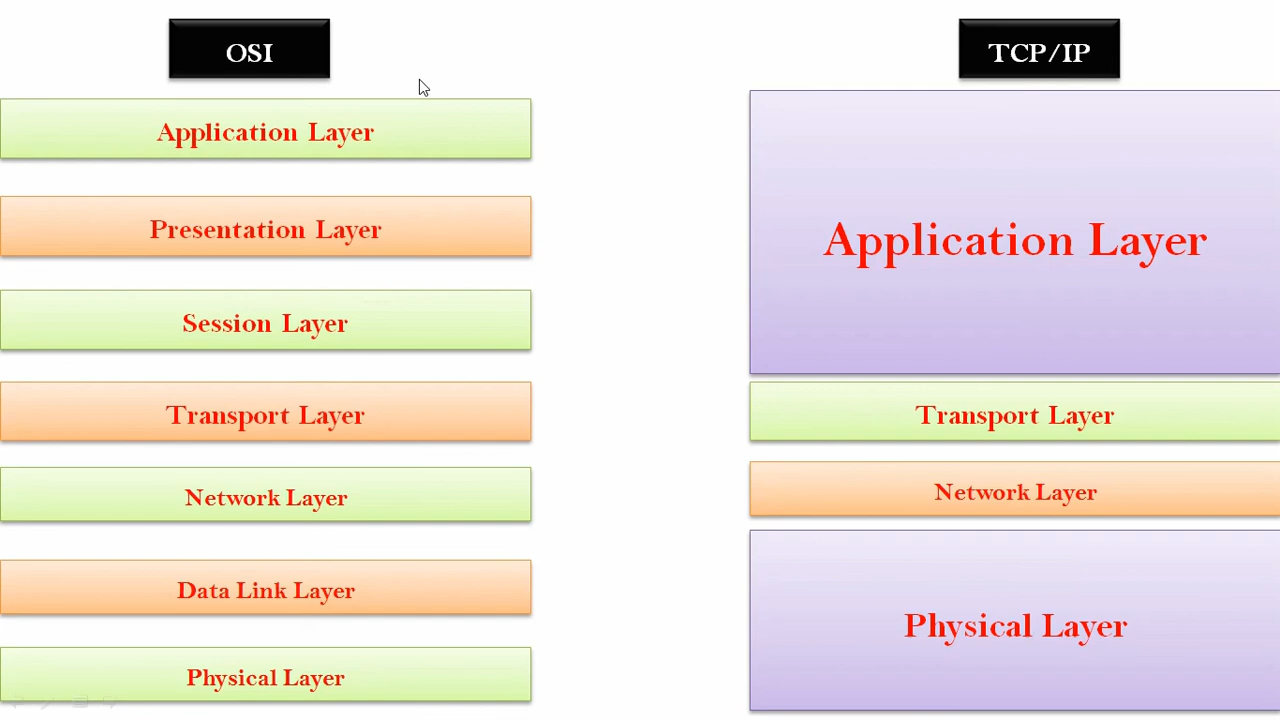 OSI
Application Layer
Presentation Layer
Session Layer
Transport Layer
Network Layer
Data Link Layer
Physical Layer
TCP/IP
Application Layer
Transport Layer
Network Layer
Physical Layer